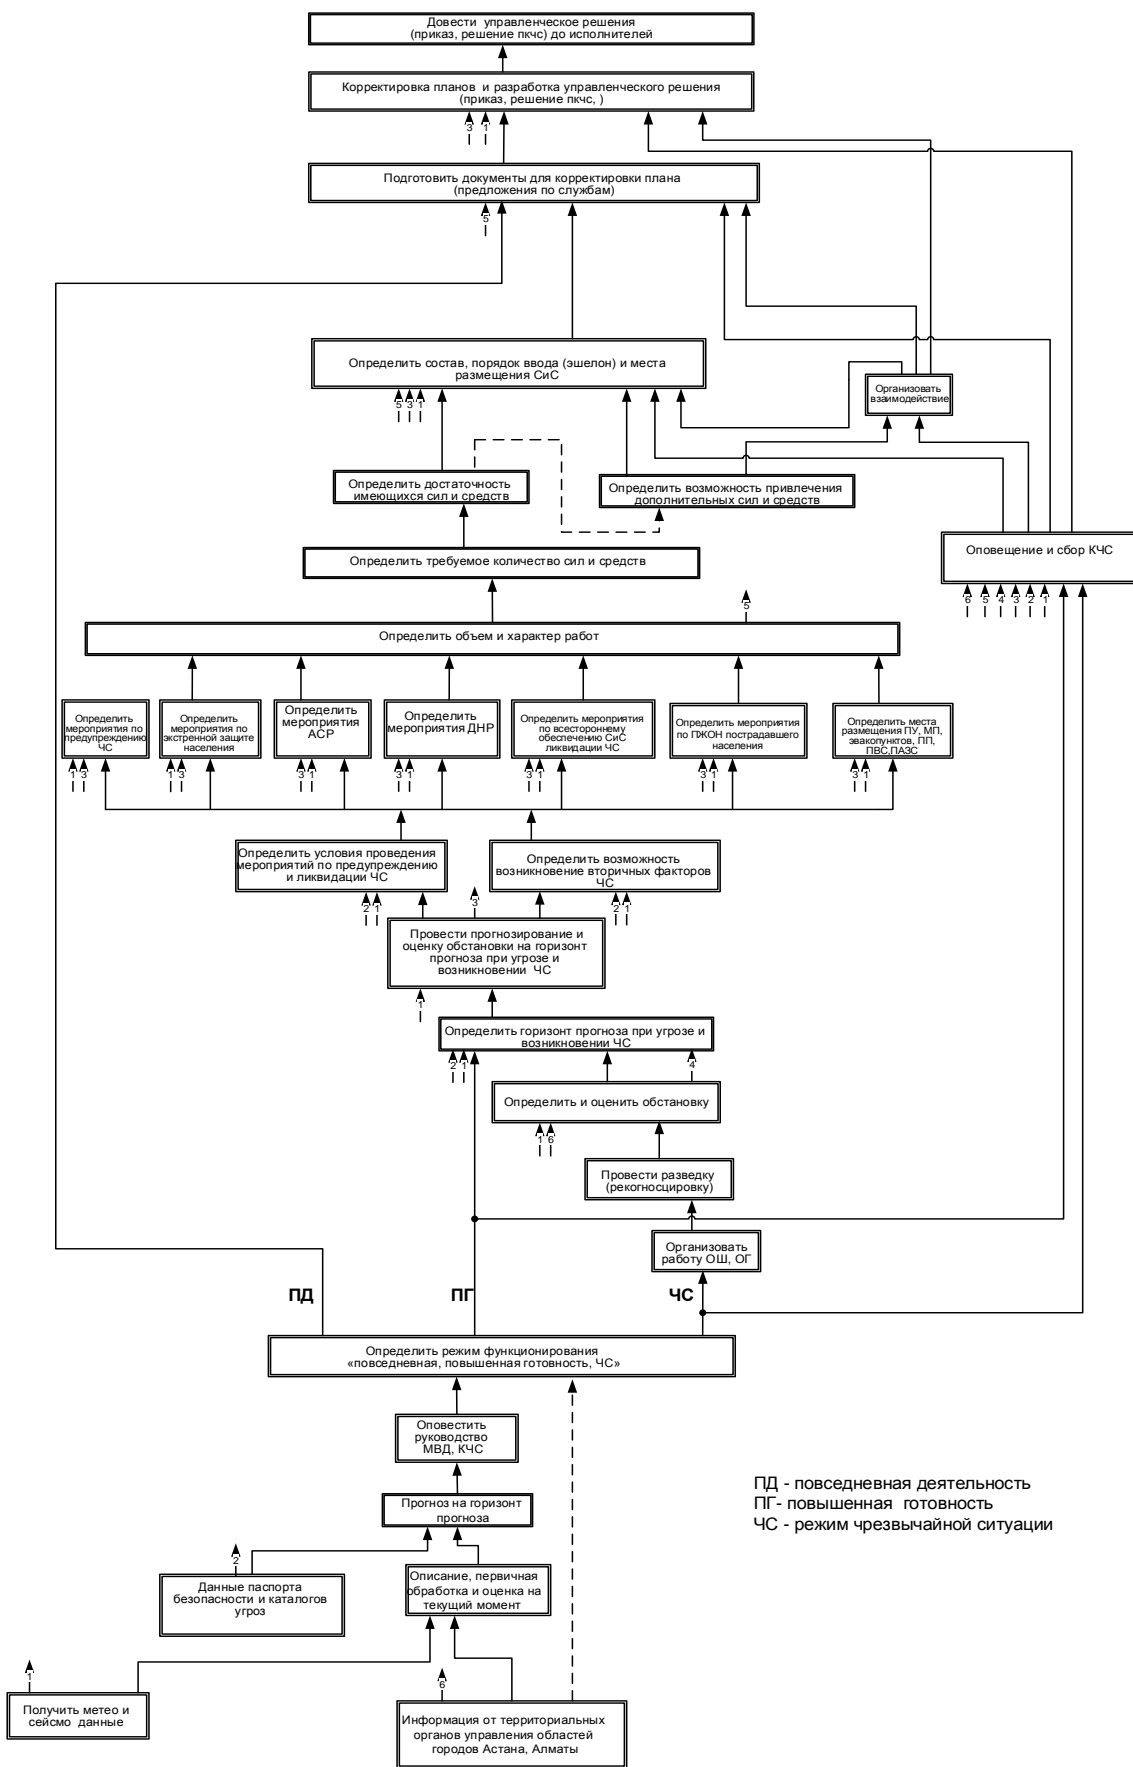 Довести управленческое решения
(приказ, решение пкчс) до исполнителей
Корректировка планов и разработка управленческого решения
(приказ, решение пкчс, )
3
1
Подготовить документы для корректировки плана
(предложения по службам)
5
Определить состав, порядок ввода (эшелон) и места
размещения СиС
5
3
1
Организовать
взаимодействие
Определить достаточность
имеющихся сил и средств
Определить возможность привлечения
дополнительных сил и средств
Оповещение и сбор КЧС
6
5
4
3
2
1
Определить требуемое количество сил и средств
5
Определить объем и характер работ
Определить
мероприятия по
предупреждению
ЧС
1
3
Определить
мероприятия по
экстренной защите
населения
1
3
Определить
мероприятия
АСР
3
1
Определить
мероприятия ДНР
3
1
Определить мероприятия
по всестороннему
обеспечению СиС
ликвидации ЧС
3
1
Определить мероприятия
по ПЖОН пострадавшего
населения
3
1
Определить места
размещения ПУ, МП,
эвакопунктов, ПП,
ПВС,ПАЗС
3
1
Определить условия проведения
мероприятий по предупреждению
и ликвидации ЧС
2
1
Определить возможность
возникновение вторичных факторов
ЧС
2
1
3
Провести прогнозирование и
оценку обстановки на горизонт
прогноза при угрозе и
возникновении ЧС
1
Определить горизонт прогноза при угрозе и
возникновении ЧС
2
1
4
Определить и оценить обстановку
1
6
Провести разведку
(рекогносцировку)
Организовать
работу ОШ, ОГ
ПД
ПГ
ЧС
Определить режим функционирования
«повседневная, повышенная готовность, ЧС»
Оповестить
руководство
МВД, КЧС
Прогноз на горизонт
прогноза
ПД - повседневная деятельность
ПГ- повышенная готовность
ЧС - режим чрезвычайной ситуации
2
Данные паспорта
безопасности и каталогов
угроз
Описание, первичная
обработка и оценка на
текущий момент
1
Получить метео и
сейсмо данные
6
Информация от территориальных
органов управления областей
городов Астана, Алматы